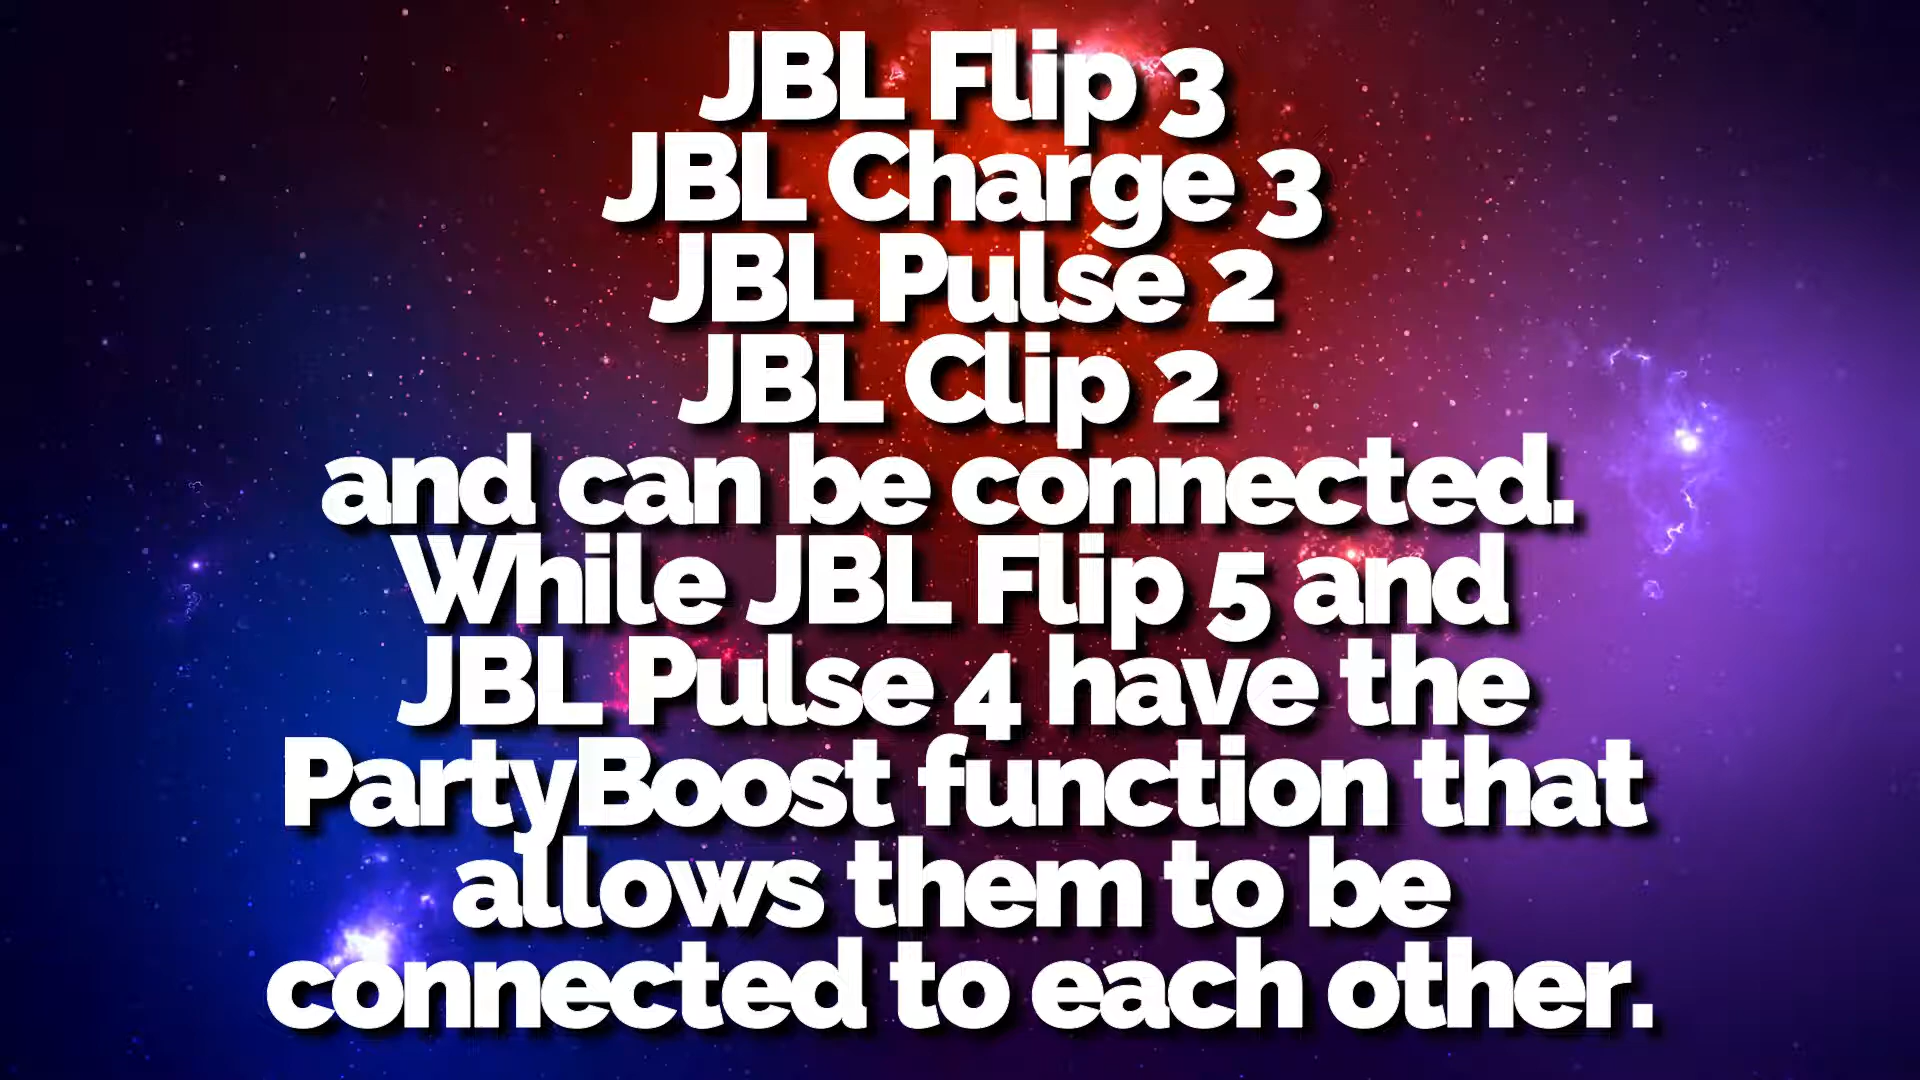 JBL Flip 3
JBL Charge 3
JBL Pulse 2
JBL Clip 2
and can be connected.
While JBL Flip 5 and
JBL Pulse 4 have the
PartyBoost function that
allows them to be
connected to each other.